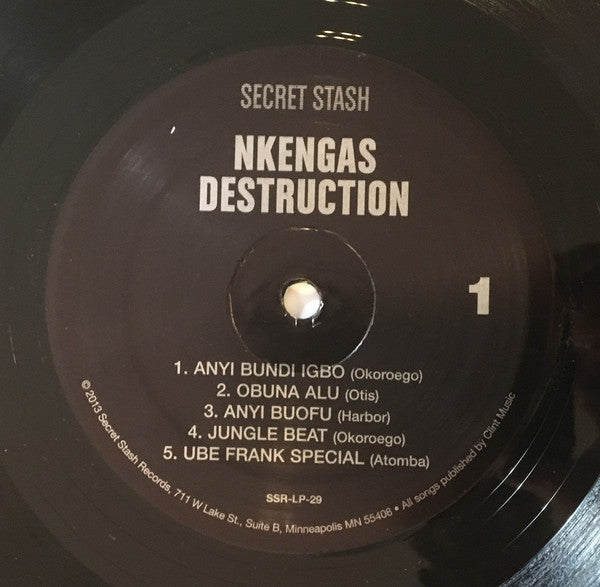 SECRET STASH
NKENGAS
DESTRUCTION
1
1. ANYI BUNDI IGBO (Okoroego)
2. OBUNA ALU (Otis)
3. ANYI BUOFU (Harbor)
4. JUNGLE BEAT (Okoroego)
5. UBE FRANK SPECIAL (Atomba)
SSR-LP-29
© 2013 Secret Stash Records, 711 W Lake St., Suite B, Minneapolis MN 55408 • All songs published by Clint Music